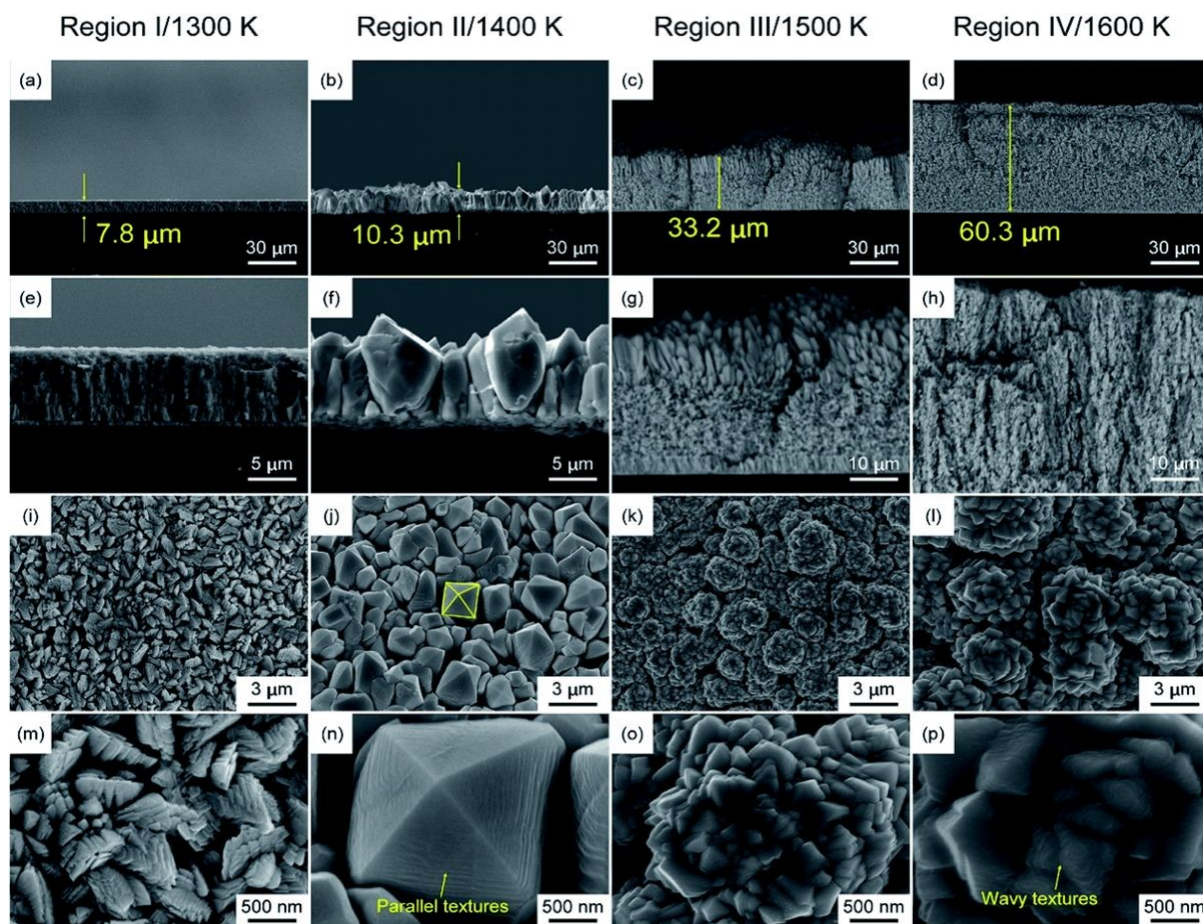 Region I/1300 K
Region II/1400 K
Region III/1500 K
Region IV/1600 K
(a)
7.8 μm
30 μm
(b)
10.3 μm
30 μm
(c)
33.2 μm
30 μm
(d)
60.3 μm
30 μm
(e)
5 μm
(f)
5 μm
(g)
10 μm
(h)
10 μm
(i)
3 μm
(j)
3 μm
(k)
3 μm
(l)
3 μm
(m)
500 nm
(n)
Parallel textures
500 nm
(o)
500 nm
(p)
Wavy textures
500 nm